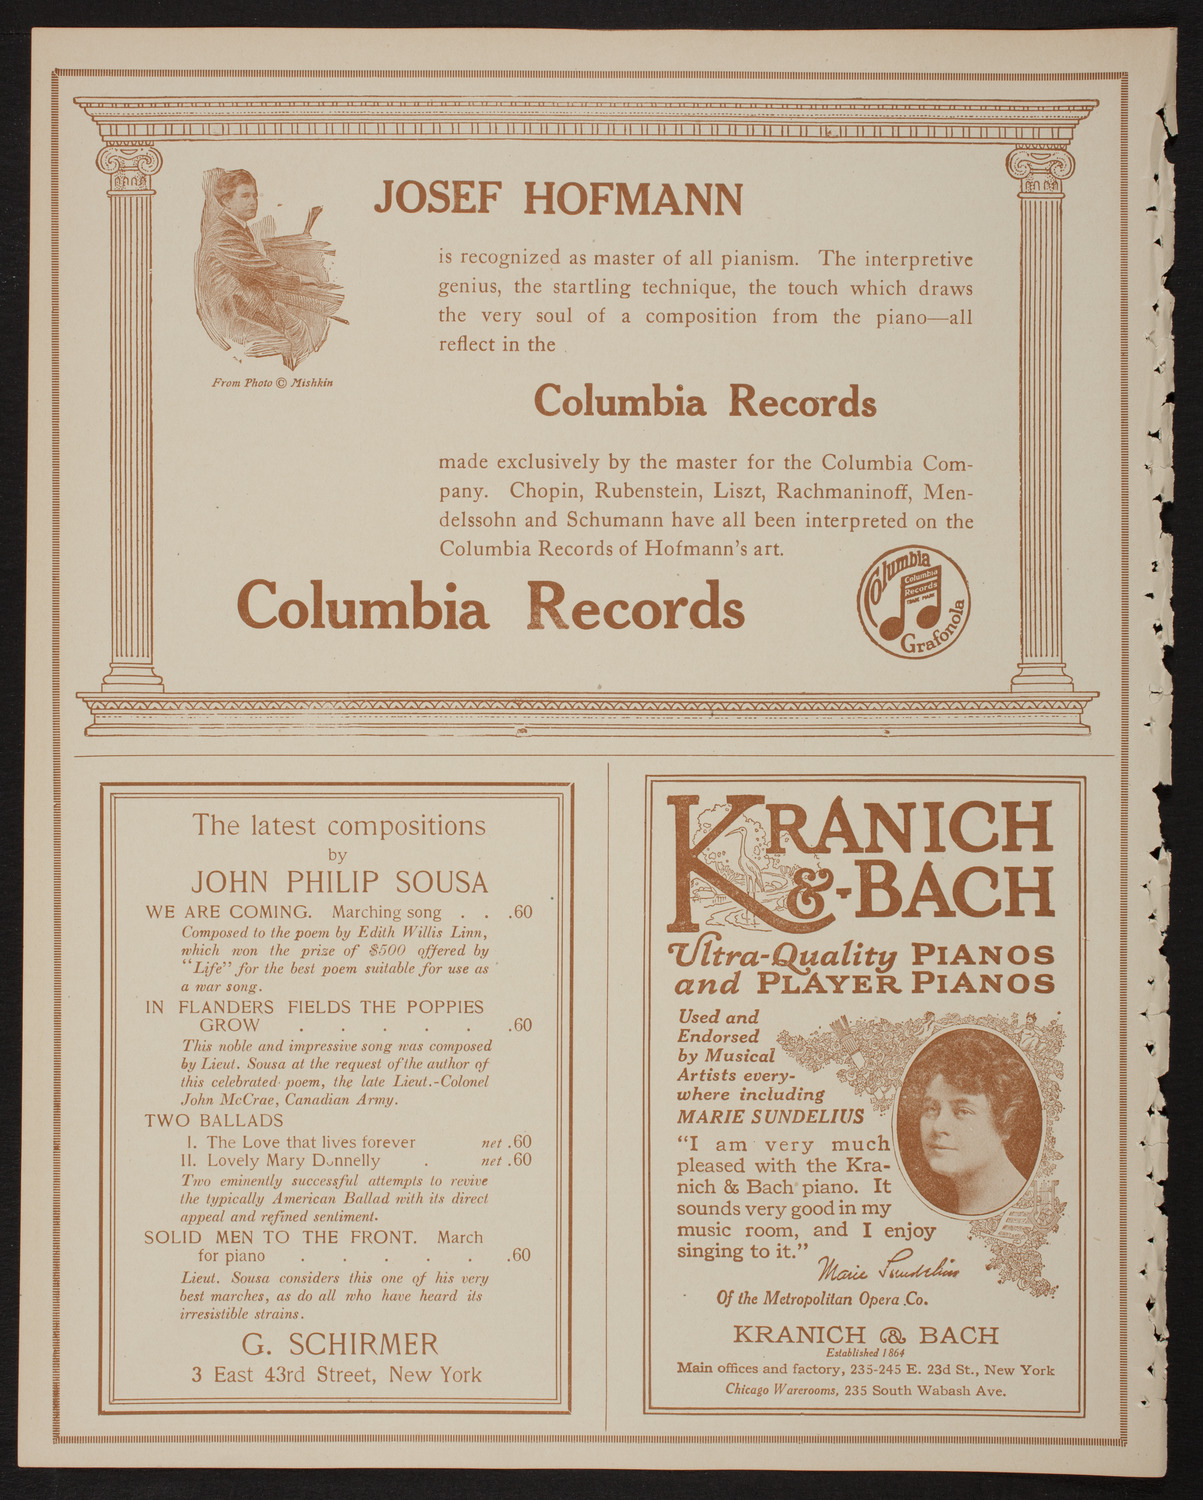 JOSEF HOFMANN
is recognized as master of all pianism. The interpretive
genius, the startling technique, the touch which draws
the very soul of a composition from the piano—all
reflect in the
From Photo © Mishkin
Columbia Records
made exclusively by the master for the Columbia Com-
pany. Chopin, Rubenstein, Liszt, Rachmaninoff, Men-
delssohn and Schumann have all been interpreted on the
Columbia Records of Hofmann's art.
Columbia Records
Columbia
Columbia
Records
TRADE MARK
Grafonola
The latest compositions
by
JOHN PHILIP SOUSA
WE ARE COMING. Marching song . . .60
Composed to the poem by Edith Willis Linn,
which won the prize of $500 offered by
"Life" for the best poem suitable for use as
a war song.
IN FLANDERS FIELDS THE POPPIES
GROW . . . . . .60
This noble and impressive song was composed
by Lieut. Sousa at the request of the author of
this celebrated poem, the late Lieut.-Colonel
John McCrae, Canadian Army.
TWO BALLADS
I. The Love that lives forever net .60
II. Lovely Mary Donnelly . net .60
Two eminently successful attempts to revive
the typically American Ballad with its direct
appeal and refined sentiment.
SOLID MEN TO THE FRONT. March
for piano . . . . . .60
Lieut. Sousa considers this one of his very
best marches, as do all who have heard its
irresistible strains.
G. SCHIRMER
3 East 43rd Street, New York
KRANICH
&-BACH
Ultra-Quality PIANOS
and PLAYER PIANOS
Used and
Endorsed
by Musical
Artists every-
where including
MARIE SUNDELIUS
"I am very much
pleased with the Kra-
nich & Bach piano. It
sounds very good in my
music room, and I enjoy
singing to it."
Marie Sundelius
Of the Metropolitan Opera Co.
KRANICH & BACH
Established 1864
Main offices and factory, 235-245 E. 23d St., New York
Chicago Warerooms, 235 South Wabash Ave.